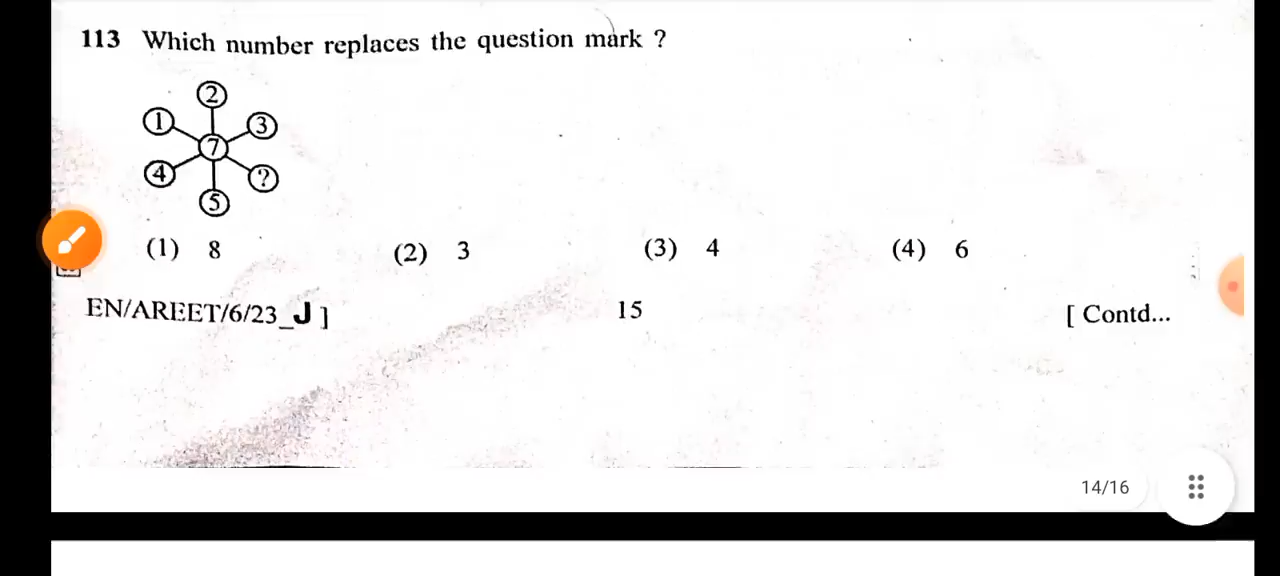 113 Which number replaces the question mark ?
2
1
3
7
4
?
5
(1) 8 (2) 3 (3) 4 (4) 6
EN/AREET/6/23_J ] 15 [ Contd...
14/16